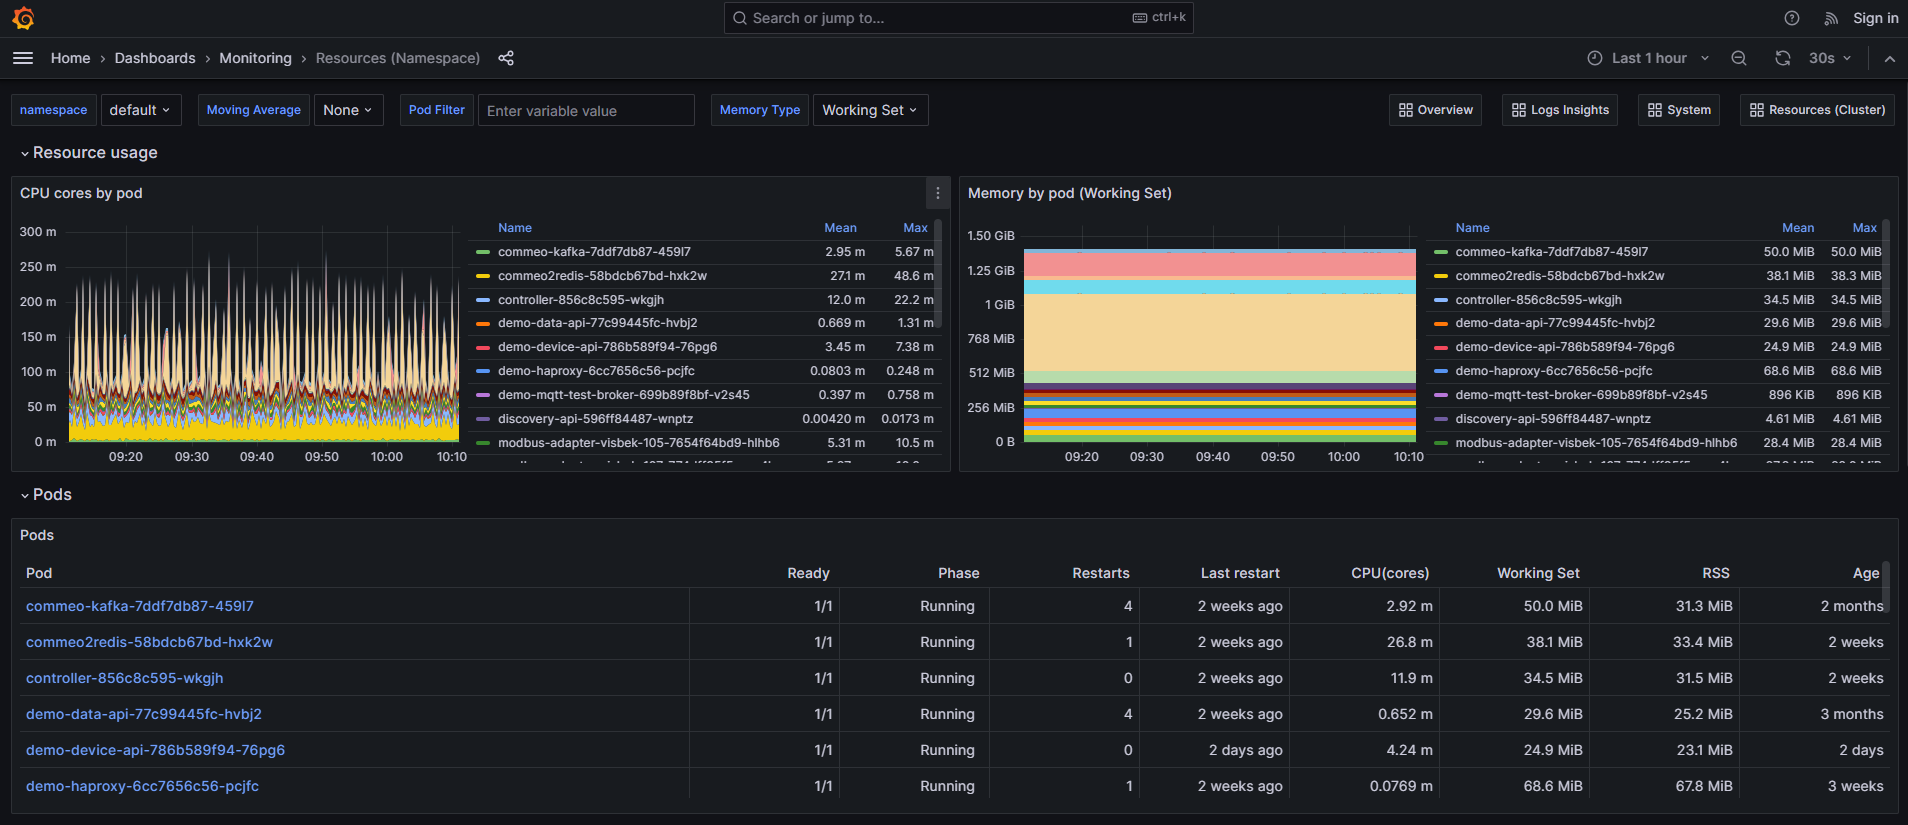 Search or jump to... ctrl+k Sign in
Home › Dashboards › Monitoring › Resources (Namespace) Last 1 hour 30s
namespace default Moving Average None Pod Filter Enter variable value Memory Type Working Set Overview Logs Insights System Resources (Cluster)
Resource usage
CPU cores by pod
300 m
250 m
200 m
150 m
100 m
50 m
0 m
09:20 09:30 09:40 09:50 10:00 10:10
Name Mean Max
commeo-kafka-7ddf7db87-459l7 2.95 m 5.67 m
commeo2redis-58bdcb67bd-hxk2w 27.1 m 48.6 m
controller-856c8c595-wkgjh 12.0 m 22.2 m
demo-data-api-77c99445fc-hvbj2 0.669 m 1.31 m
demo-device-api-786b589f94-76pg6 3.45 m 7.38 m
demo-haproxy-6cc7656c56-pcjfc 0.0803 m 0.248 m
demo-mqtt-test-broker-699b89f8bf-v2s45 0.397 m 0.758 m
discovery-api-596ff84487-wnptz 0.00420 m 0.0173 m
modbus-adapter-visbek-105-7654f64bd9-hlhb6 5.31 m 10.5 m
Memory by pod (Working Set)
1.50 GiB
1.25 GiB
1 GiB
768 MiB
512 MiB
256 MiB
0 B
09:20 09:30 09:40 09:50 10:00 10:10
Name Mean Max
commeo-kafka-7ddf7db87-459l7 50.0 MiB 50.0 MiB
commeo2redis-58bdcb67bd-hxk2w 38.1 MiB 38.3 MiB
controller-856c8c595-wkgjh 34.5 MiB 34.5 MiB
demo-data-api-77c99445fc-hvbj2 29.6 MiB 29.6 MiB
demo-device-api-786b589f94-76pg6 24.9 MiB 24.9 MiB
demo-haproxy-6cc7656c56-pcjfc 68.6 MiB 68.6 MiB
demo-mqtt-test-broker-699b89f8bf-v2s45 896 KiB 896 KiB
discovery-api-596ff84487-wnptz 4.61 MiB 4.61 MiB
modbus-adapter-visbek-105-7654f64bd9-hlhb6 28.4 MiB 28.4 MiB
Pods
Pods
Pod Ready Phase Restarts Last restart CPU(cores) Working Set RSS Age
commeo-kafka-7ddf7db87-459l7 1/1 Running 4 2 weeks ago 2.92 m 50.0 MiB 31.3 MiB 2 months
commeo2redis-58bdcb67bd-hxk2w 1/1 Running 1 2 weeks ago 26.8 m 38.1 MiB 33.4 MiB 2 weeks
controller-856c8c595-wkgjh 1/1 Running 0 2 weeks ago 11.9 m 34.5 MiB 31.5 MiB 2 weeks
demo-data-api-77c99445fc-hvbj2 1/1 Running 4 2 weeks ago 0.652 m 29.6 MiB 25.2 MiB 3 months
demo-device-api-786b589f94-76pg6 1/1 Running 0 2 days ago 4.24 m 24.9 MiB 23.1 MiB 2 days
demo-haproxy-6cc7656c56-pcjfc 1/1 Running 1 2 weeks ago 0.0769 m 68.6 MiB 67.8 MiB 3 weeks